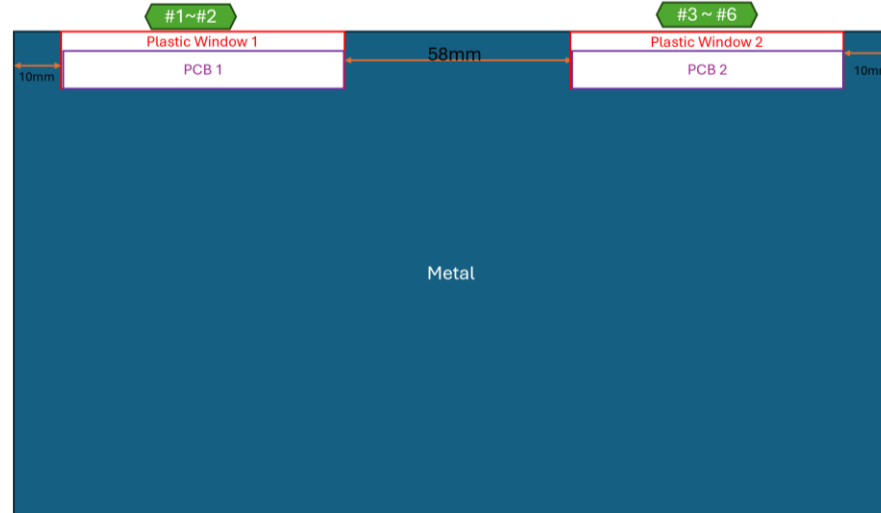 #1~#2
#3 ~ #6
Plastic Window 1
Plastic Window 2
58mm
PCB 1
PCB 2
10mm
10mm
Metal